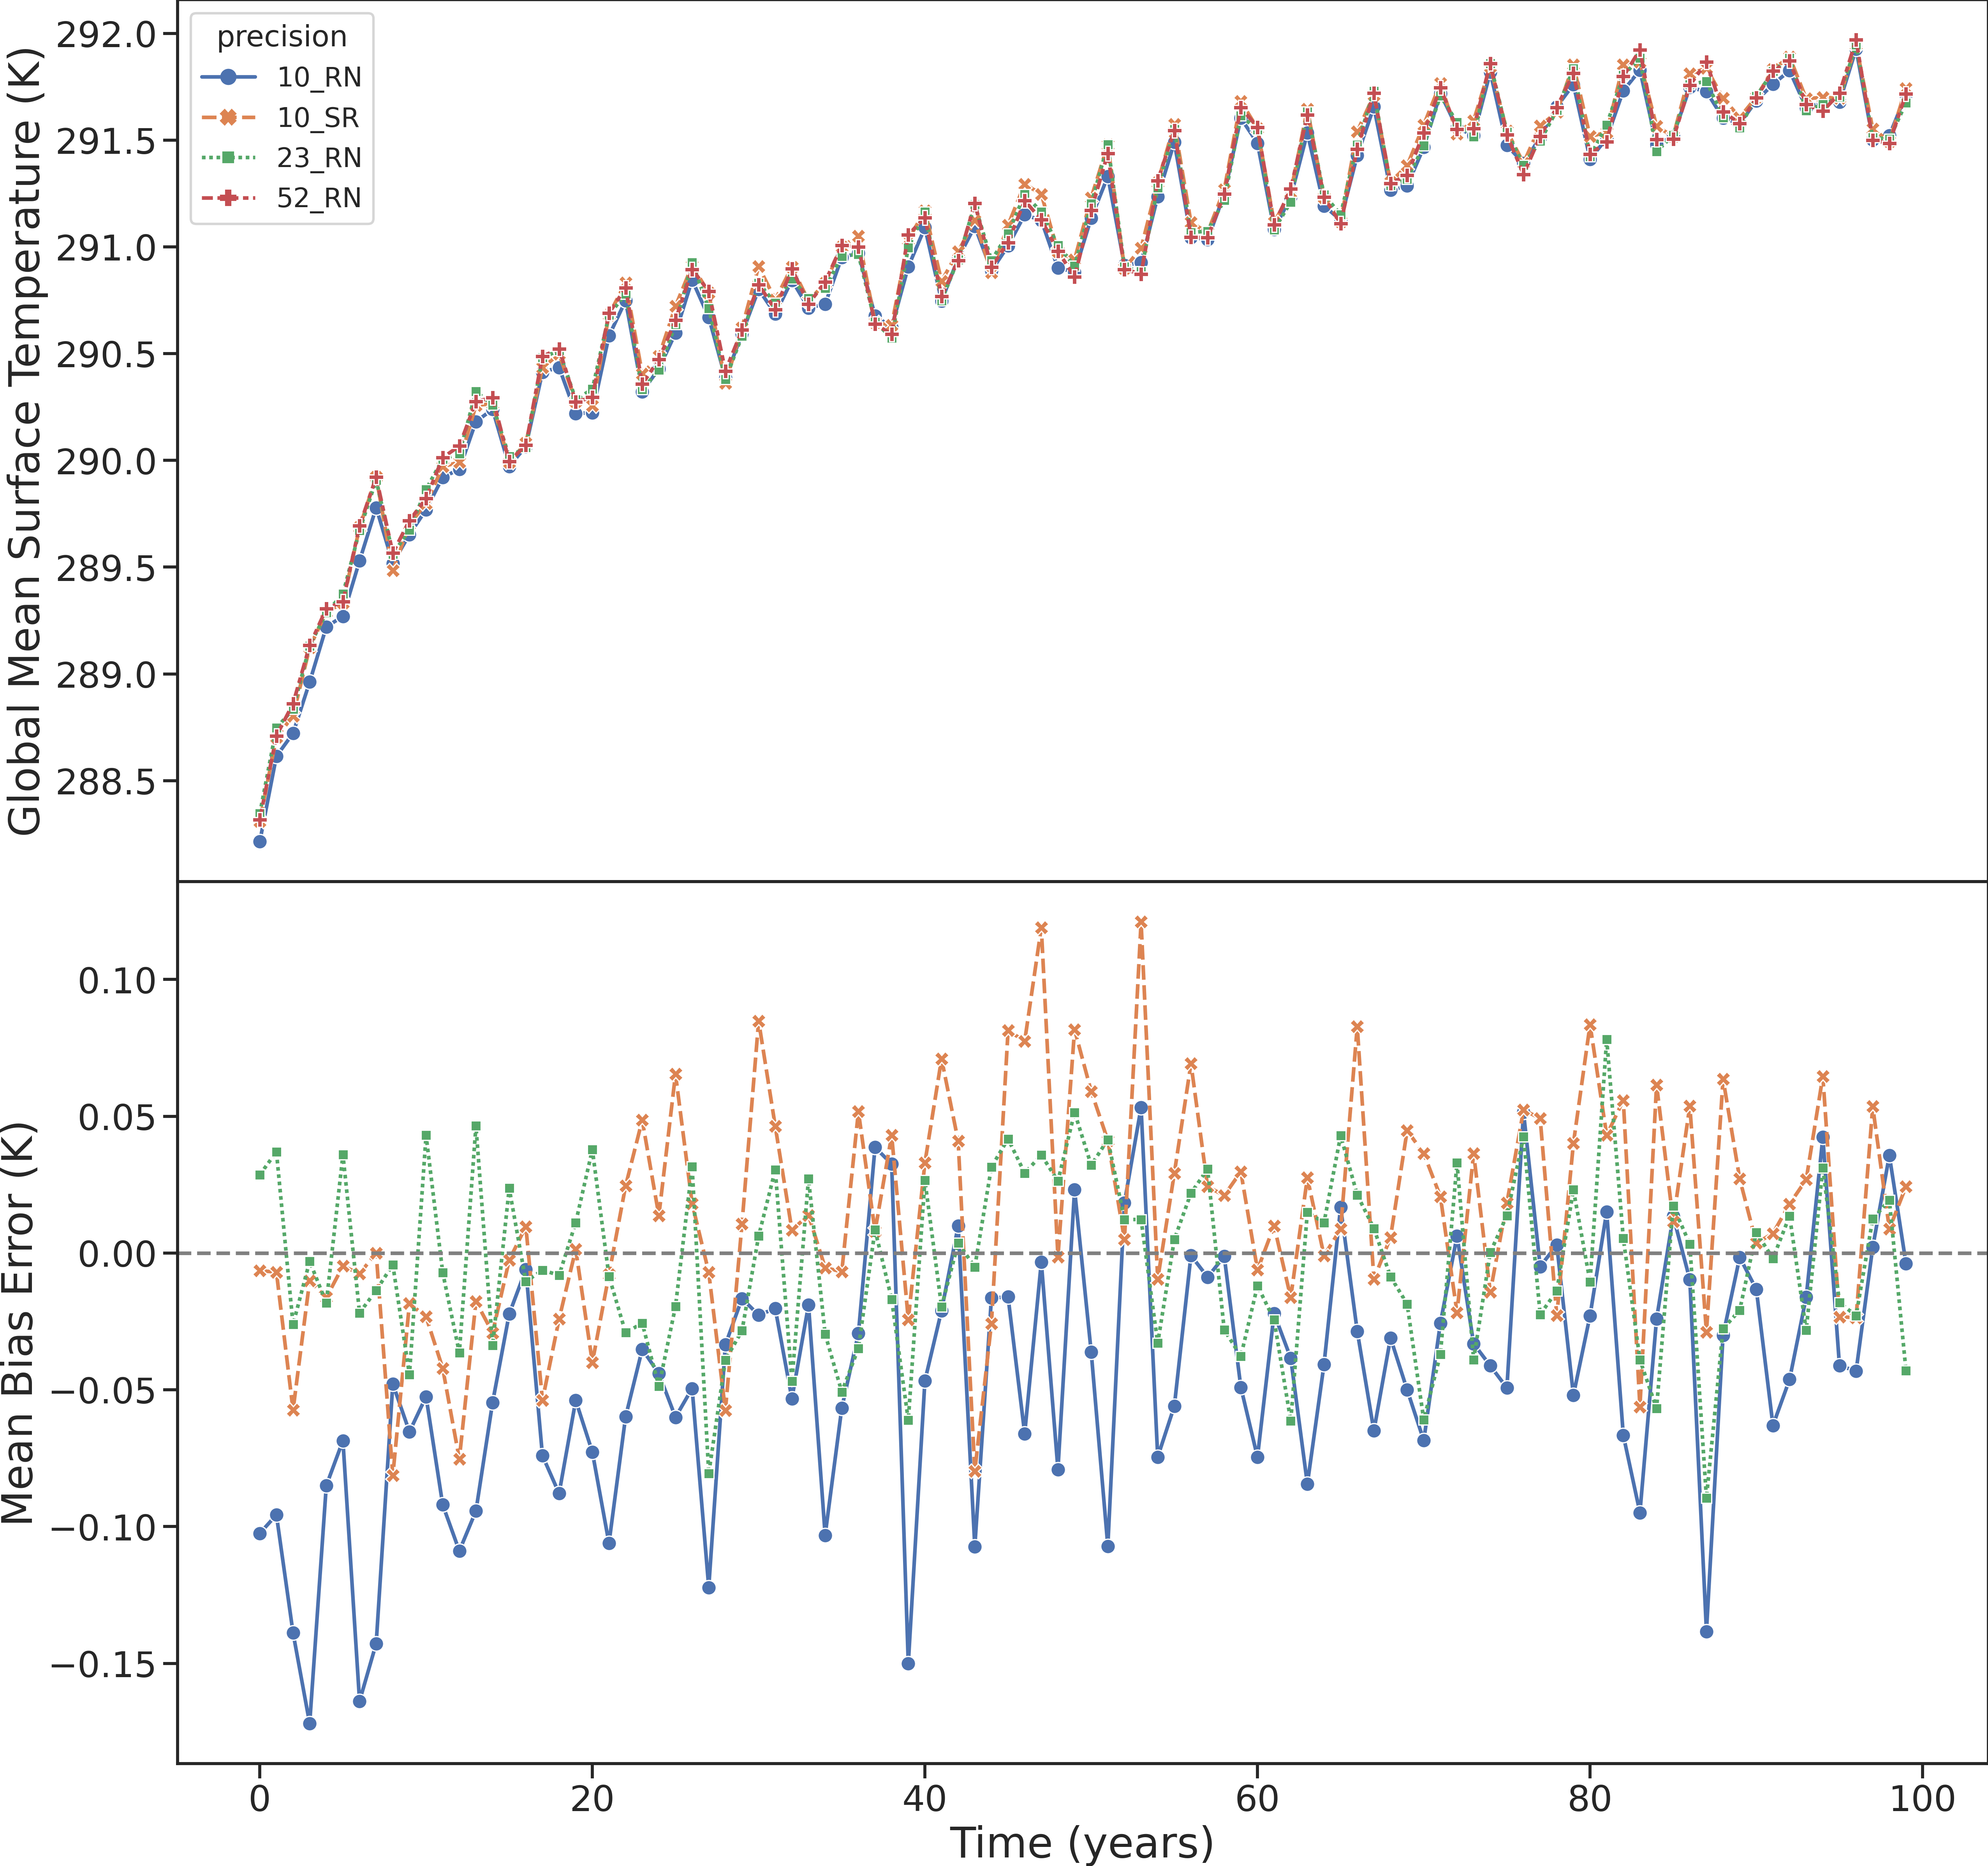 Global Mean Surface Temperature (K)
292.0
291.5
291.0
290.5
290.0
289.5
289.0
288.5
precision
10_RN
10_SR
23_RN
52_RN
Mean Bias Error (K)
0.10
0.05
0.00
−0.05
−0.10
−0.15
0
20
40
60
80
100
Time (years)